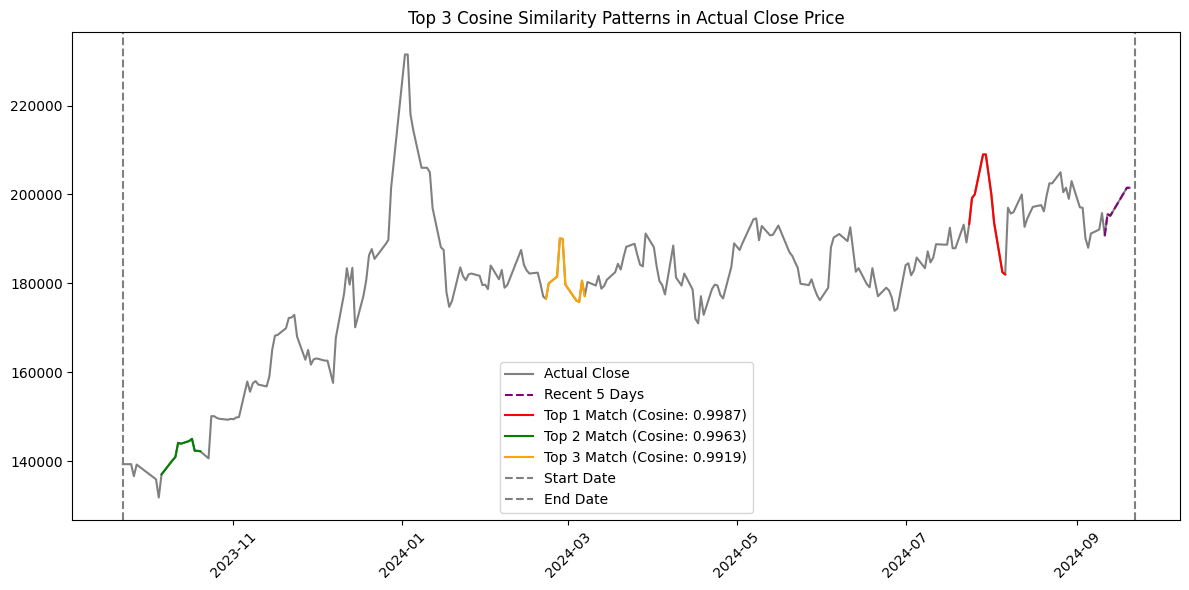 Top 3 Cosine Similarity Patterns in Actual Close Price
220000
200000
180000
160000
140000
Actual Close
Recent 5 Days
Top 1 Match (Cosine: 0.9987)
Top 2 Match (Cosine: 0.9963)
Top 3 Match (Cosine: 0.9919)
Start Date
End Date
2023-11
2024-01
2024-03
2024-05
2024-07
2024-09